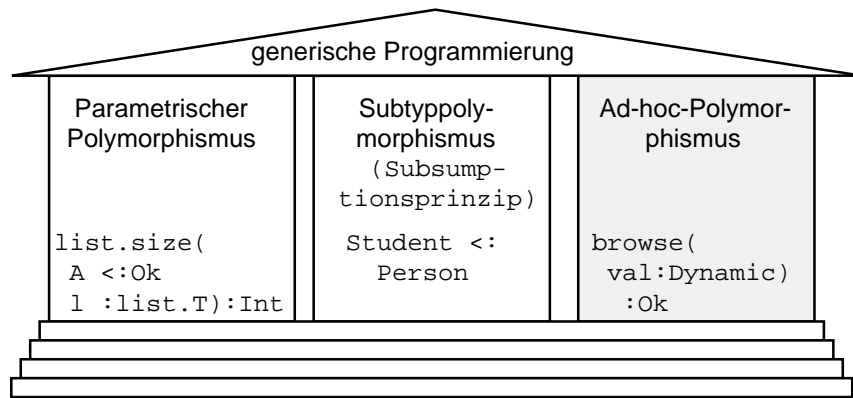 generische Programmierung
Parametrischer
Polymorphismus
list.size(
A <:Ok
l :list.T):Int
Subtyppoly-
morphismus
(Subsump-
tionsprinzip)
Student <:
Person
Ad-hoc-Polymor-
phismus
browse(
val:Dynamic)
:Ok